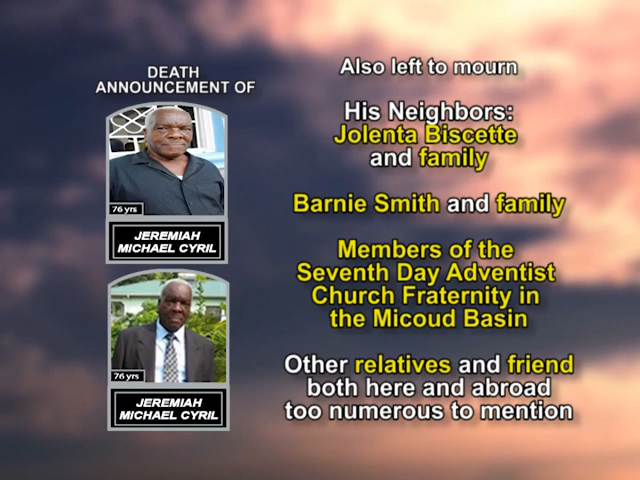 DEATH
ANNOUNCEMENT OF
76 yrs
JEREMIAH
MICHAEL CYRIL
76 yrs
JEREMIAH
MICHAEL CYRIL
Also left to mourn
His Neighbors:
Jolenta Biscette
and family
Barnie Smith and family
Members of the
Seventh Day Adventist
Church Fraternity in
the Micoud Basin
Other relatives and friend
both here and abroad
too numerous to mention